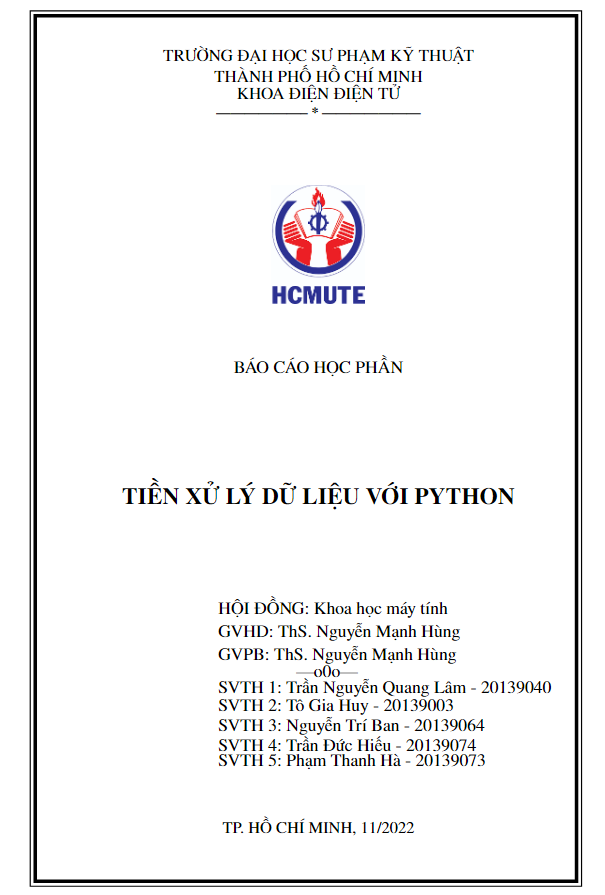 TRƯỜNG ĐẠI HỌC SƯ PHẠM KỸ THUẬT
THÀNH PHỐ HỒ CHÍ MINH
KHOA ĐIỆN ĐIỆN TỬ
—————— * ——————
HCMUTE
BÁO CÁO HỌC PHẦN
TIỀN XỬ LÝ DỮ LIỆU VỚI PYTHON
HỘI ĐỒNG: Khoa học máy tính
GVHD: ThS. Nguyễn Mạnh Hùng
GVPB: ThS. Nguyễn Mạnh Hùng
—o0o—
SVTH 1: Trần Nguyễn Quang Lâm - 20139040
SVTH 2: Tô Gia Huy - 20139003
SVTH 3: Nguyễn Trí Ban - 20139064
SVTH 4: Trần Đức Hiếu - 20139074
SVTH 5: Phạm Thanh Hà - 20139073
TP. HỒ CHÍ MINH, 11/2022